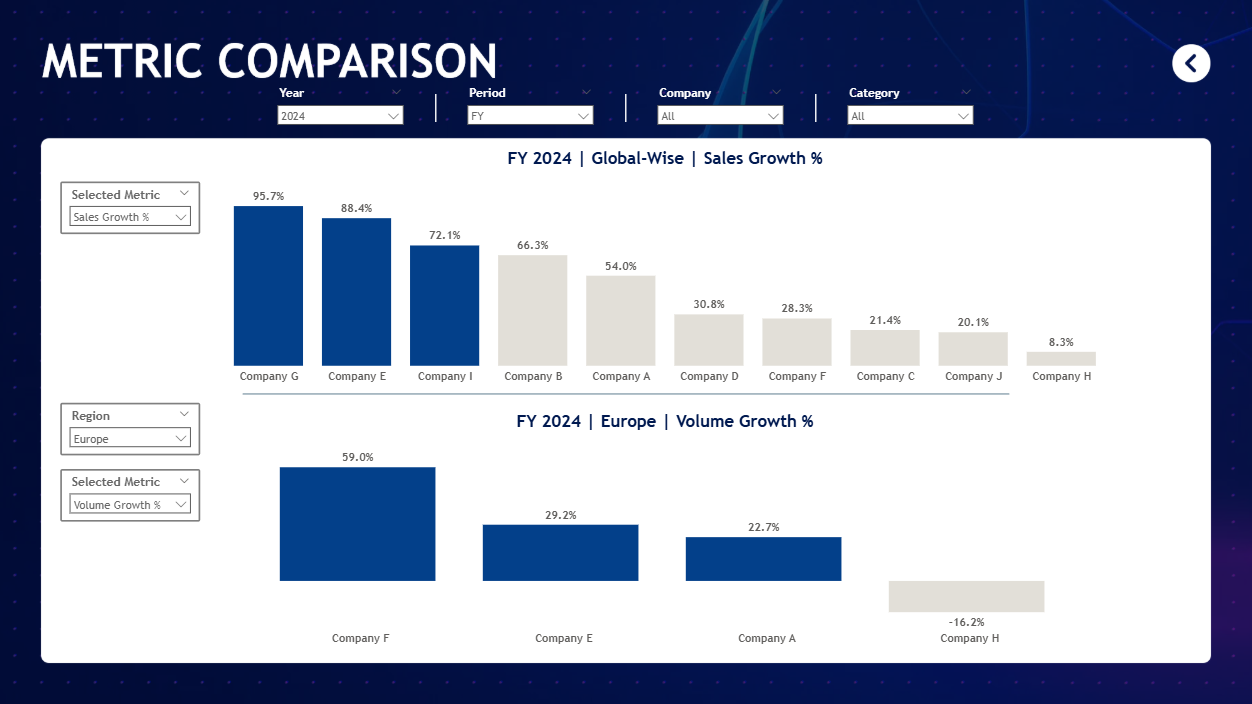 METRIC COMPARISON
Year
Period
Company
Category
2024
FY
All
All
FY 2024 | Global-Wise | Sales Growth %
Selected Metric
Sales Growth %
95.7%
88.4%
72.1%
66.3%
54.0%
30.8%
28.3%
21.4%
20.1%
8.3%
Company G
Company E
Company I
Company B
Company A
Company D
Company F
Company C
Company J
Company H
FY 2024 | Europe | Volume Growth %
Region
Europe
Selected Metric
Volume Growth %
59.0%
29.2%
22.7%
-16.2%
Company F
Company E
Company A
Company H